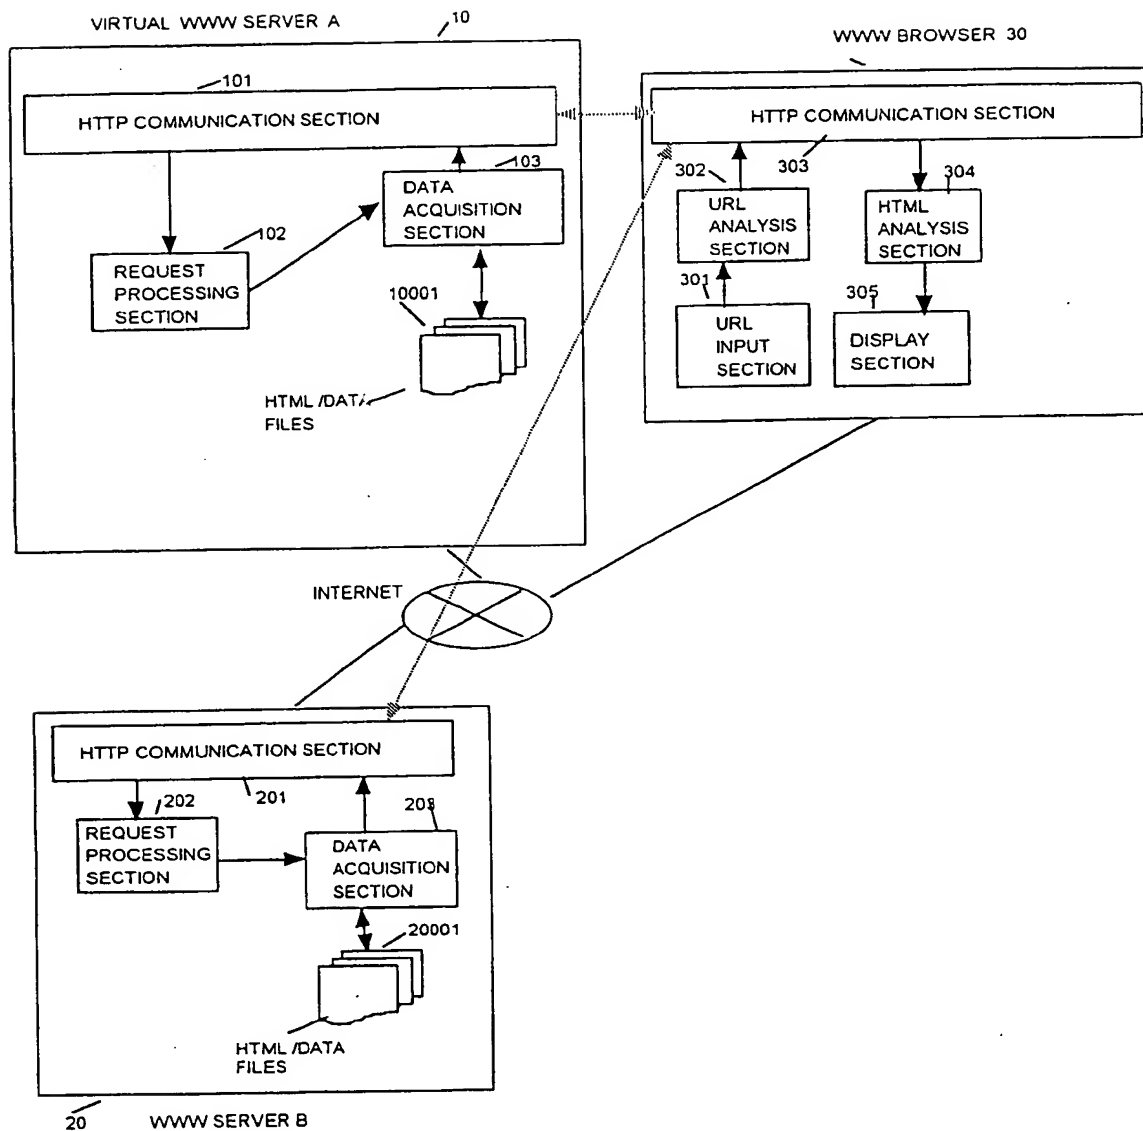 VIRTUAL WWW SERVER A
10
WWW BROWSER 30
101
HTTP COMMUNICATION SECTION
HTTP COMMUNICATION SECTION
303
103
DATA
ACQUISITION
SECTION
102
REQUEST
PROCESSING
SECTION
10001
HTML /DATA
FILES
302
URL
ANALYSIS
SECTION
304
HTML
ANALYSIS
SECTION
301
URL
INPUT
SECTION
305
DISPLAY
SECTION
INTERNET
HTTP COMMUNICATION SECTION
201
202
REQUEST
PROCESSING
SECTION
203
DATA
ACQUISITION
SECTION
20001
HTML /DATA
FILES
20
WWW SERVER B